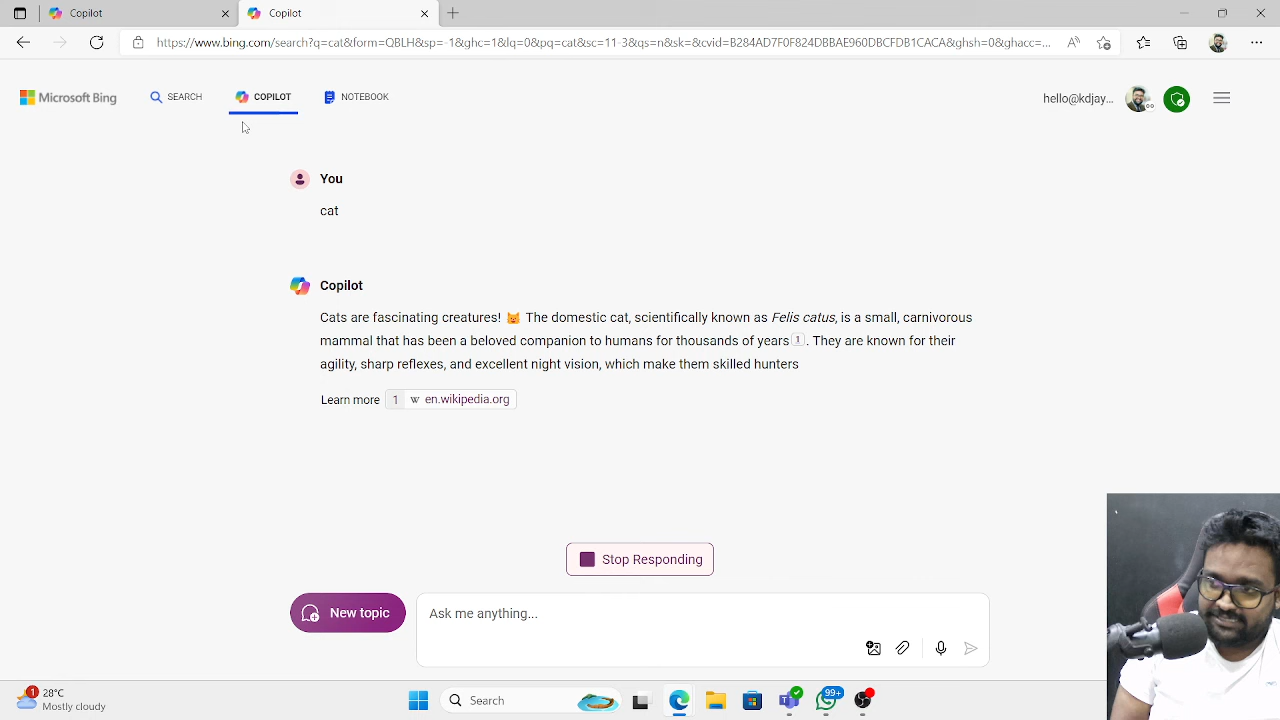 Copilot
Copilot
https://www.bing.com/search?q=cat&form=QBLH&sp=-1&ghc=1&lq=0&pq=cat&sc=11-3&qs=n&sk=&cvid=B284AD7F0F824DBBAE960DBCFDB1CACA&ghsh=0&ghacc=...
Microsoft Bing
SEARCH
COPILOT
NOTEBOOK
hello@kdjay...
You
cat
Copilot
Cats are fascinating creatures! The domestic cat, scientifically known as Felis catus, is a small, carnivorous
mammal that has been a beloved companion to humans for thousands of years 1. They are known for their
agility, sharp reflexes, and excellent night vision, which make them skilled hunters
Learn more 1 W en.wikipedia.org
Stop Responding
New topic
Ask me anything...
1
28°C
Mostly cloudy
Search
99+